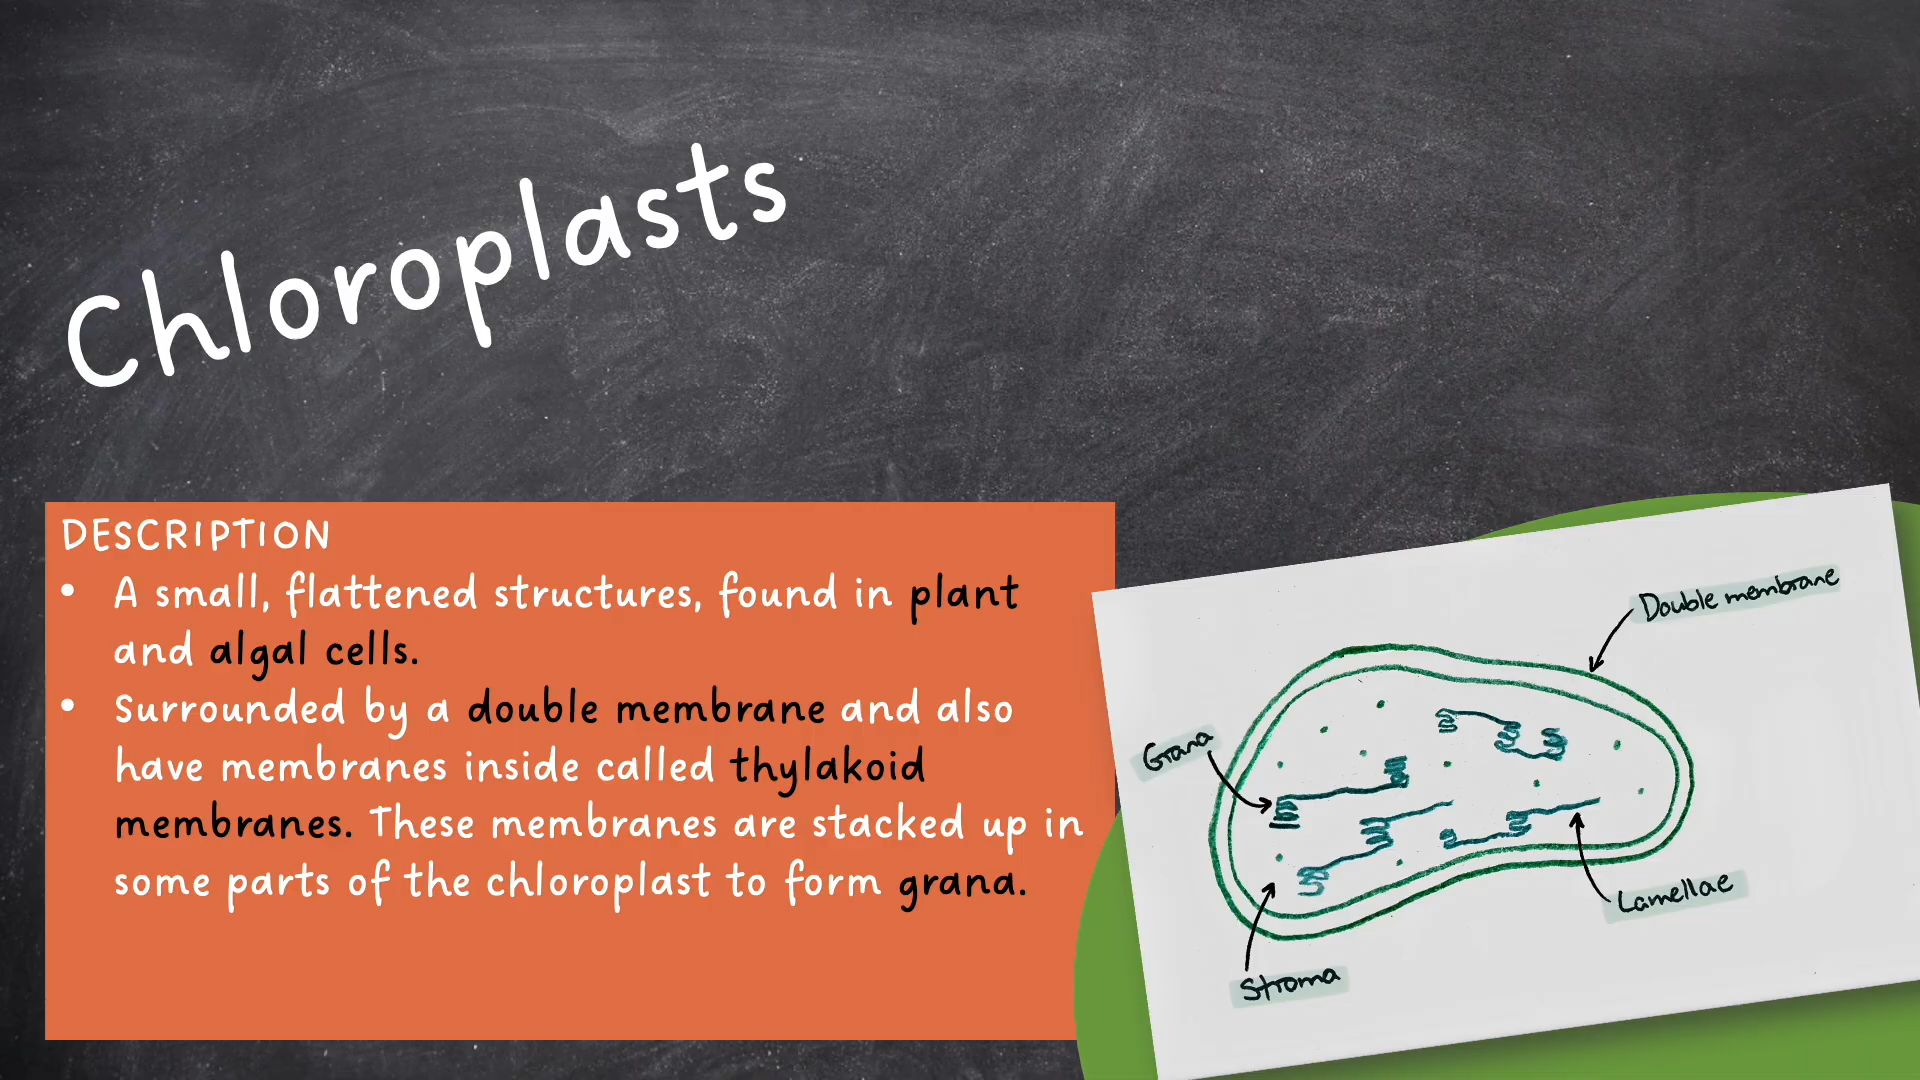 Chloroplasts
DESCRIPTION
• A small, flattened structures, found in plant
and algal cells.
• Surrounded by a double membrane and also
have membranes inside called thylakoid
membranes. These membranes are stacked up in
some parts of the chloroplast to form grana.
Double membrane
Grana
Lamellae
Stroma